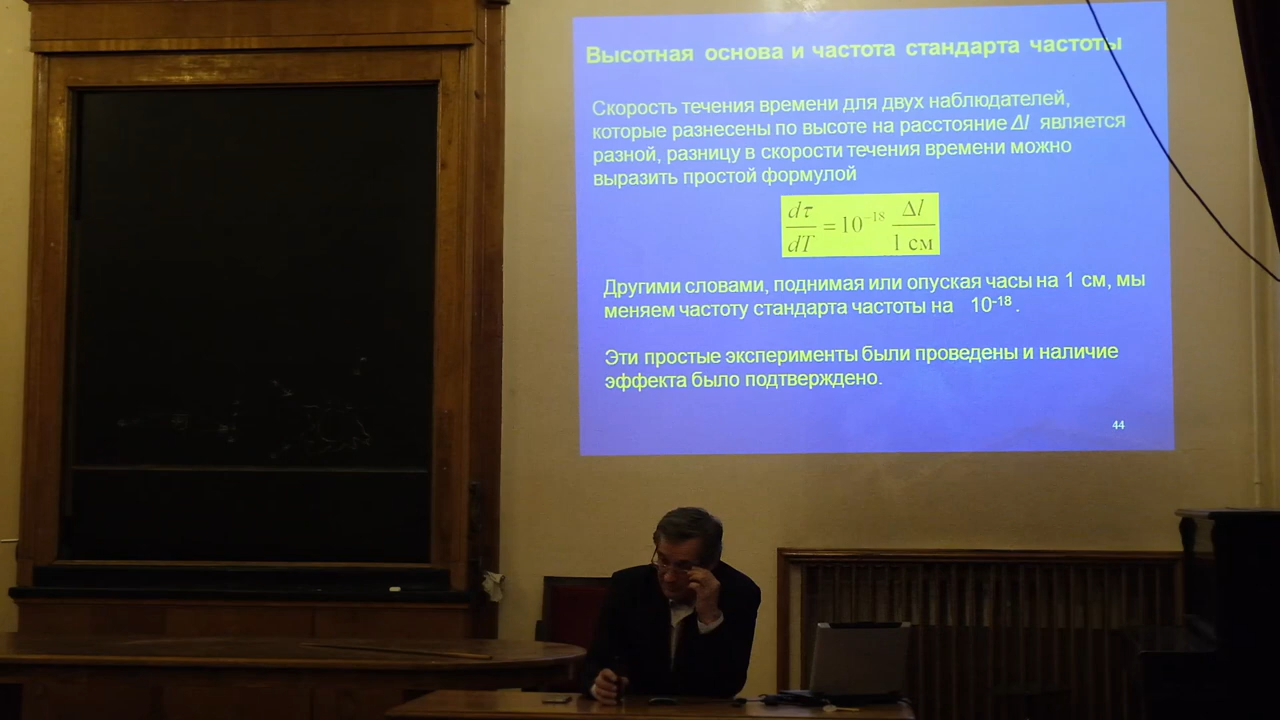 Высотная основа и частота стандарта частоты
Скорость течения времени для двух наблюдателей,
которые разнесены по высоте на расстояние Δl является
разной, разницу в скорости течения времени можно
выразить простой формулой
dτ/dT = 10⁻¹⁸ Δl/1 см
Другими словами, поднимая или опуская часы на 1 см, мы
меняем частоту стандарта частоты на 10⁻¹⁸ .
Эти простые эксперименты были проведены и наличие
эффекта было подтверждено.
44